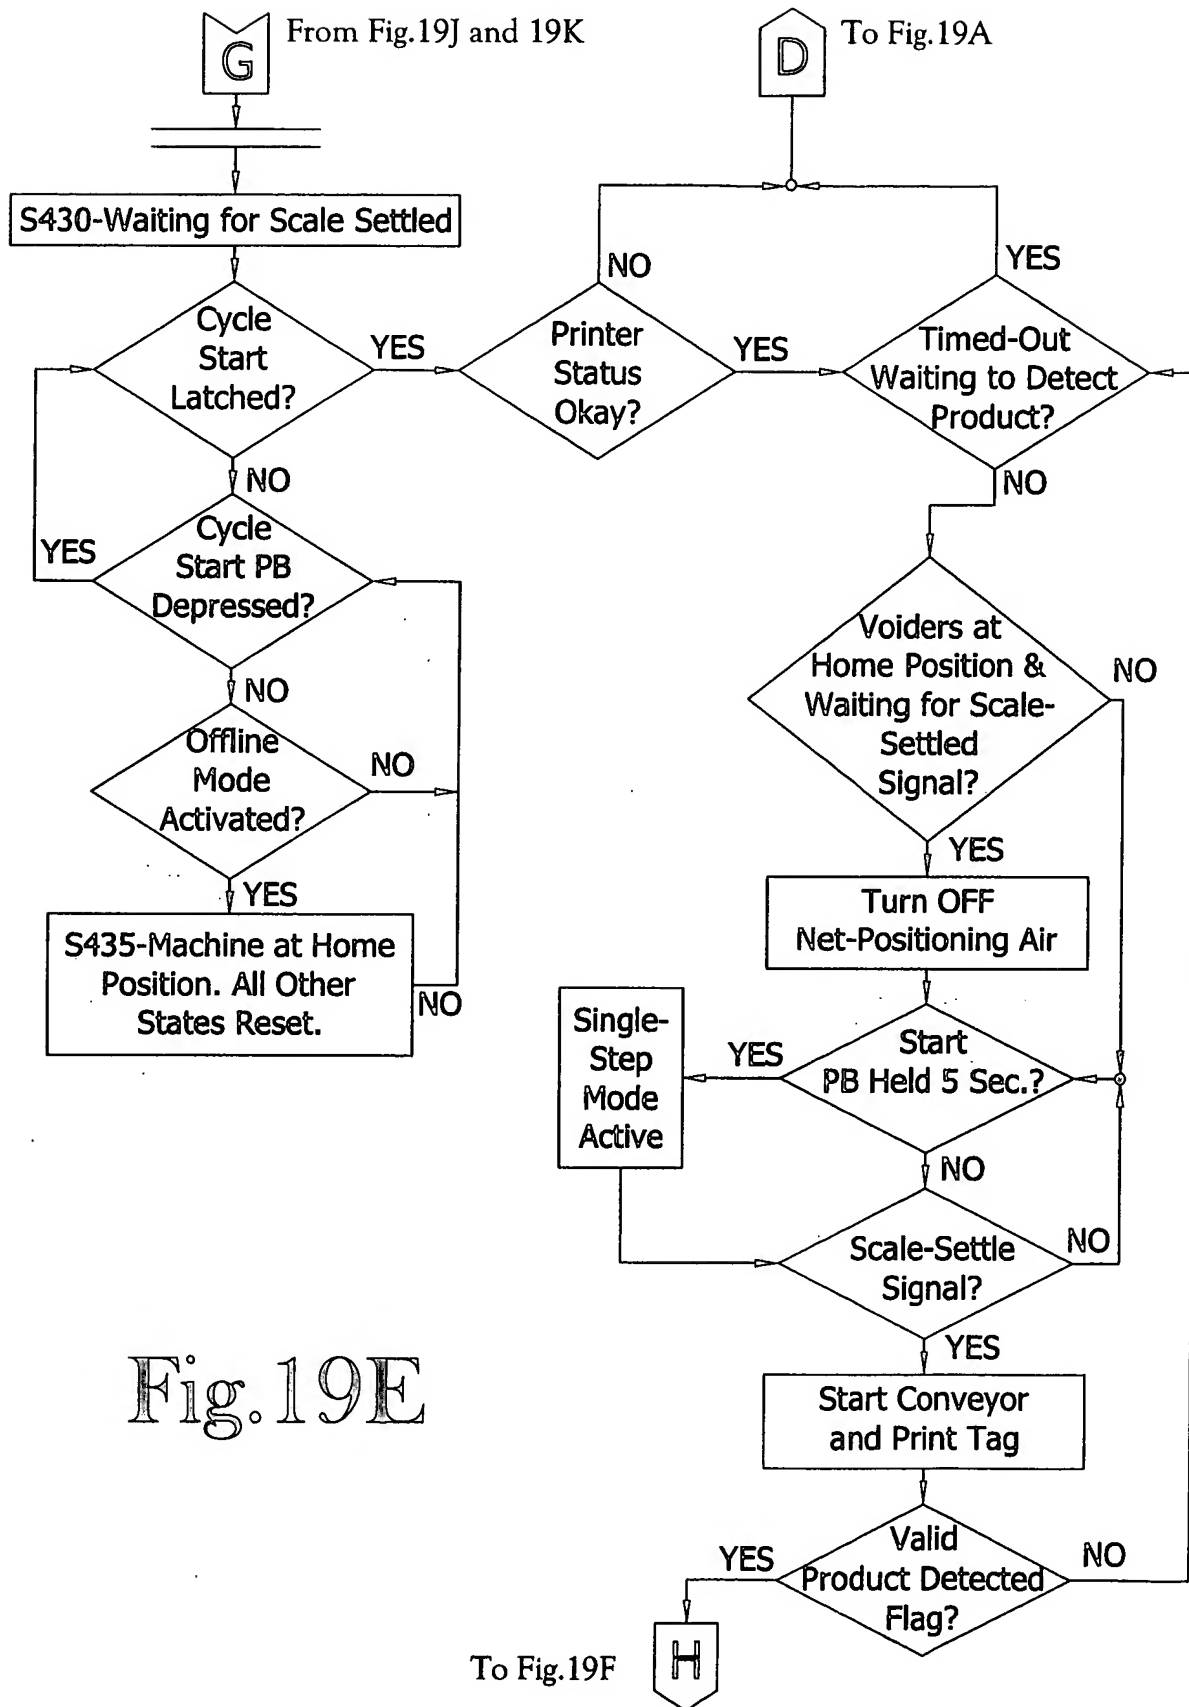 G
From Fig.19J and 19K
D
To Fig.19A
S430-Waiting for Scale Settled
Cycle
Start
Latched?
YES
NO
Printer
Status
Okay?
NO
YES
Timed-Out
Waiting to Detect
Product?
YES
NO
Cycle
Start PB
Depressed?
YES
NO
Offline
Mode
Activated?
NO
YES
S435-Machine at Home
Position. All Other
States Reset.
NO
Voiders at
Home Position &
Waiting for Scale-
Settled
Signal?
NO
YES
Turn OFF
Net-Positioning Air
Start
PB Held 5 Sec.?
YES
NO
Single-
Step
Mode
Active
Scale-Settle
Signal?
NO
YES
Start Conveyor
and Print Tag
Valid
Product Detected
Flag?
YES
NO
H
To Fig.19F
Fig.19E